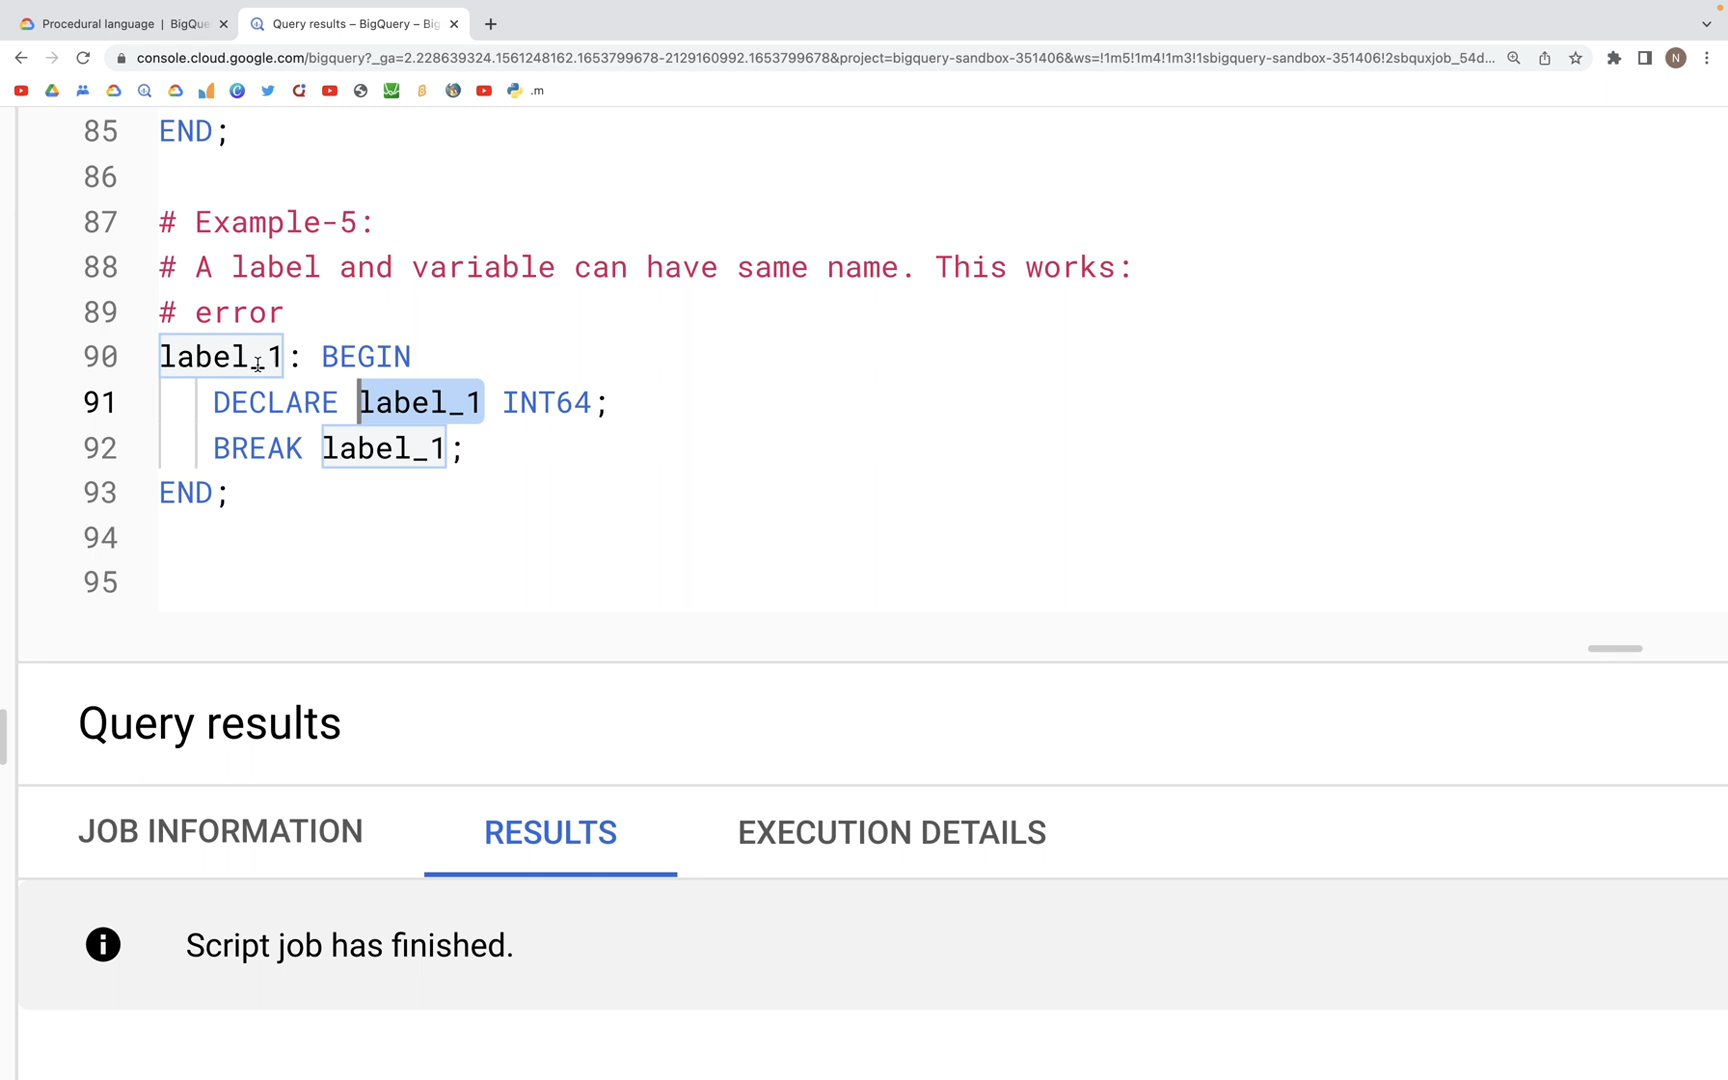 Procedural language | BigQue
Query results – BigQuery – Big
console.cloud.google.com/bigquery?_ga=2.228639324.1561248162.1653799678-2129160992.1653799678&project=bigquery-sandbox-351406&ws=!1m5!1m4!1m3!1sbigquery-sandbox-351406!2sbquxjob_54d...
N
.m
85 END;
86
87 # Example-5:
88 # A label and variable can have same name. This works:
89 # error
90 label_1: BEGIN
91 DECLARE label_1 INT64;
92 BREAK label_1;
93 END;
94
95
Query results
JOB INFORMATION RESULTS EXECUTION DETAILS
Script job has finished.